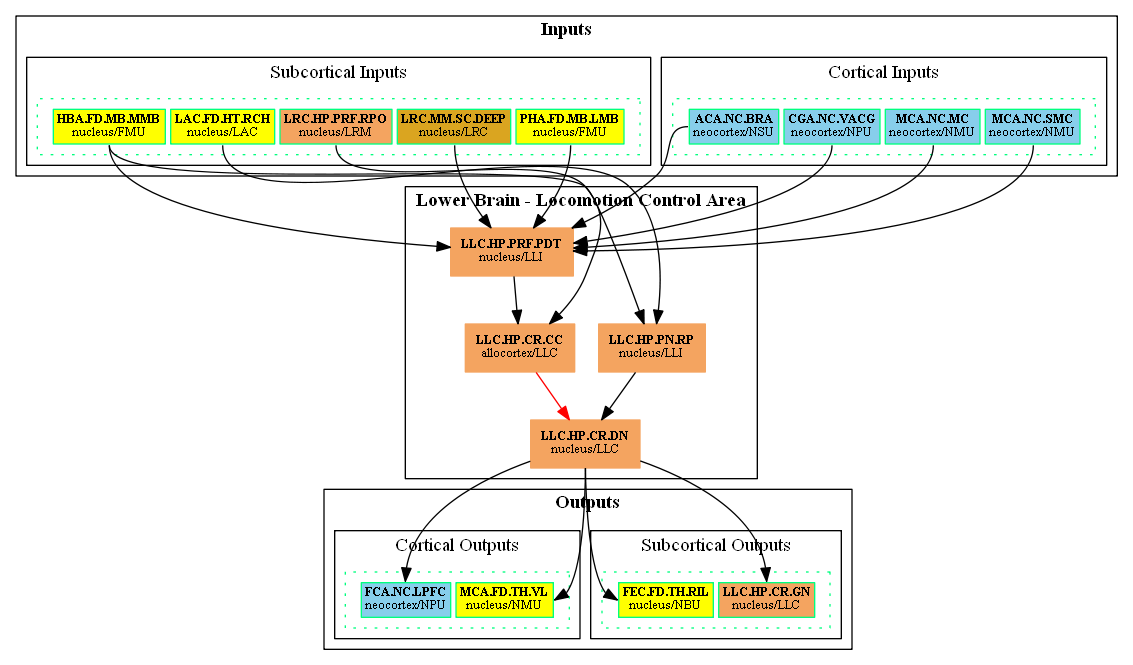 Inputs
Subcortical Inputs
Cortical Inputs
HBA.FD.MB.MMB
nucleus/FMU
LAC.FD.HT.RCH
nucleus/LAC
LRC.HP.PRF.RPO
nucleus/LRM
LRC.MM.SC.DEEP
nucleus/LRC
PHA.FD.MB.LMB
nucleus/FMU
ACA.NC.BRA
neocortex/NSU
CGA.NC.VACG
neocortex/NPU
MCA.NC.MC
neocortex/NMU
MCA.NC.SMC
neocortex/NMU
Lower Brain - Locomotion Control Area
LLC.HP.PRF.PDT
nucleus/LLI
LLC.HP.CR.CC
allocortex/LLC
LLC.HP.PN.RP
nucleus/LLI
LLC.HP.CR.DN
nucleus/LLC
Outputs
Cortical Outputs
Subcortical Outputs
FCA.NC.LPFC
neocortex/NPU
MCA.FD.TH.VL
nucleus/NMU
FEC.FD.TH.RIL
nucleus/NBU
LLC.HP.CR.GN
nucleus/LLC